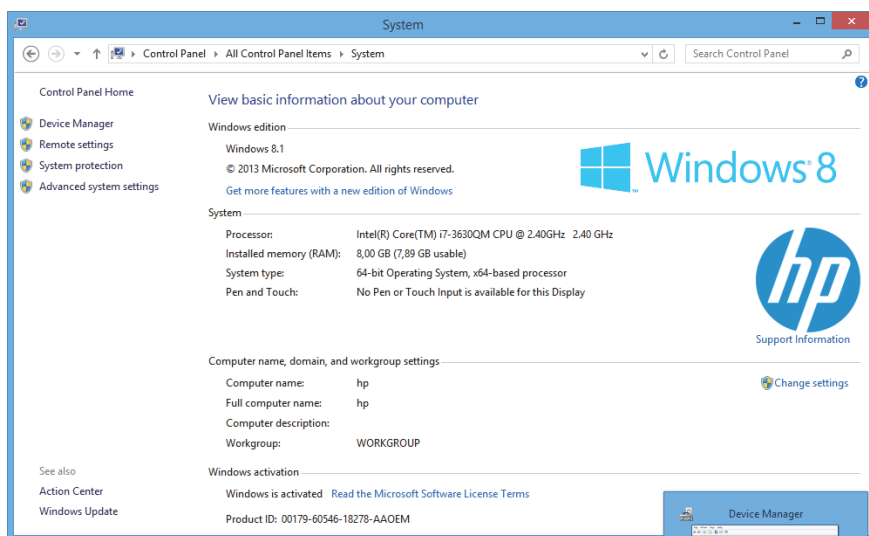 System
Control Panel All Control Panel Items System
Search Control Panel
Control Panel Home
Device Manager
Remote settings
System protection
Advanced system settings
View basic information about your computer
Windows edition
Windows 8.1
© 2013 Microsoft Corporation. All rights reserved.
Get more features with a new edition of Windows
Windows 8
System
Processor: Intel(R) Core(TM) i7-3630QM CPU @ 2.40GHz 2.40 GHz
Installed memory (RAM): 8,00 GB (7,89 GB usable)
System type: 64-bit Operating System, x64-based processor
Pen and Touch: No Pen or Touch Input is available for this Display
hp
Support Information
Computer name, domain, and workgroup settings
Computer name: hp
Change settings
Full computer name: hp
Computer description:
Workgroup: WORKGROUP
See also
Action Center
Windows Update
Windows activation
Windows is activated Read the Microsoft Software License Terms
Product ID: 00179-60546-18278-AAOEM
Device Manager